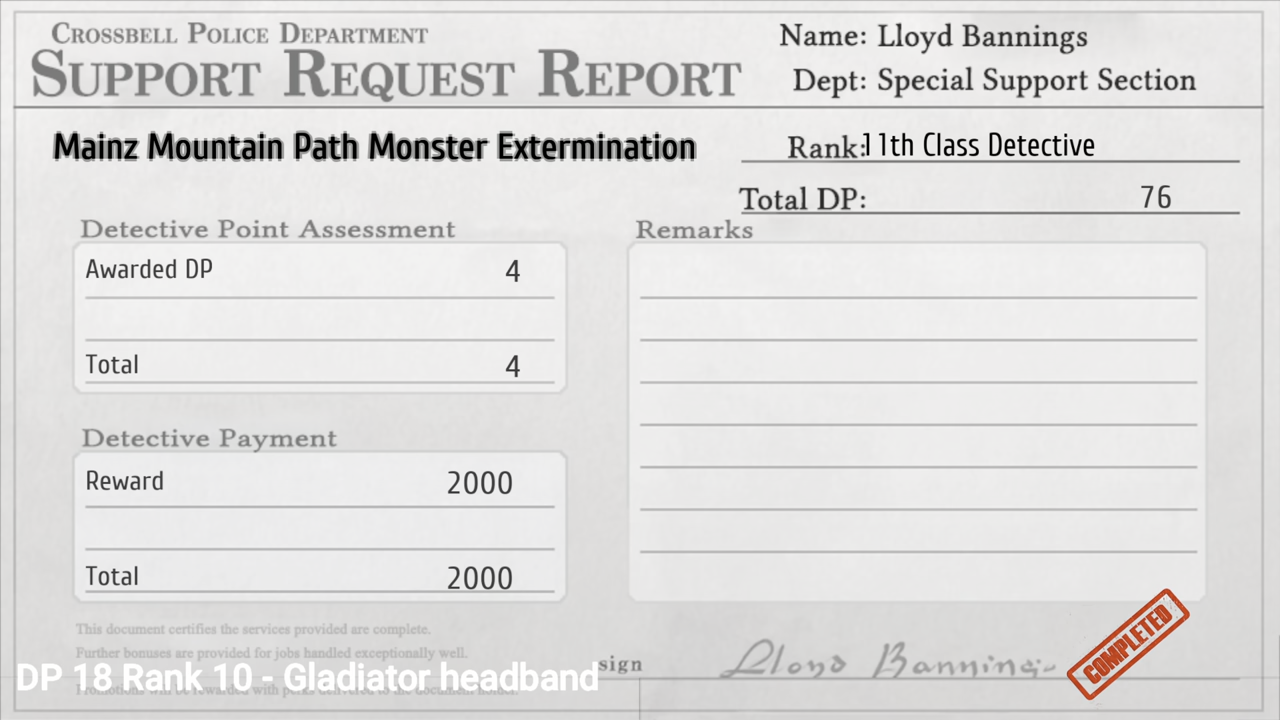 CROSSBELL POLICE DEPARTMENT
SUPPORT REQUEST REPORT
Name: Lloyd Bannings
Dept: Special Support Section
Mainz Mountain Path Monster Extermination
Rank: 11th Class Detective
Total DP: 76
Detective Point Assessment
Awarded DP 4
Total 4
Remarks
Detective Payment
Reward 2000
Total 2000
This document certifies the services provided are complete.
Further bonuses are provided for jobs handled exceptionally well.
DP 18 Rank 10 - Gladiator headband
sign
Lloyd Bannings
COMPLETED